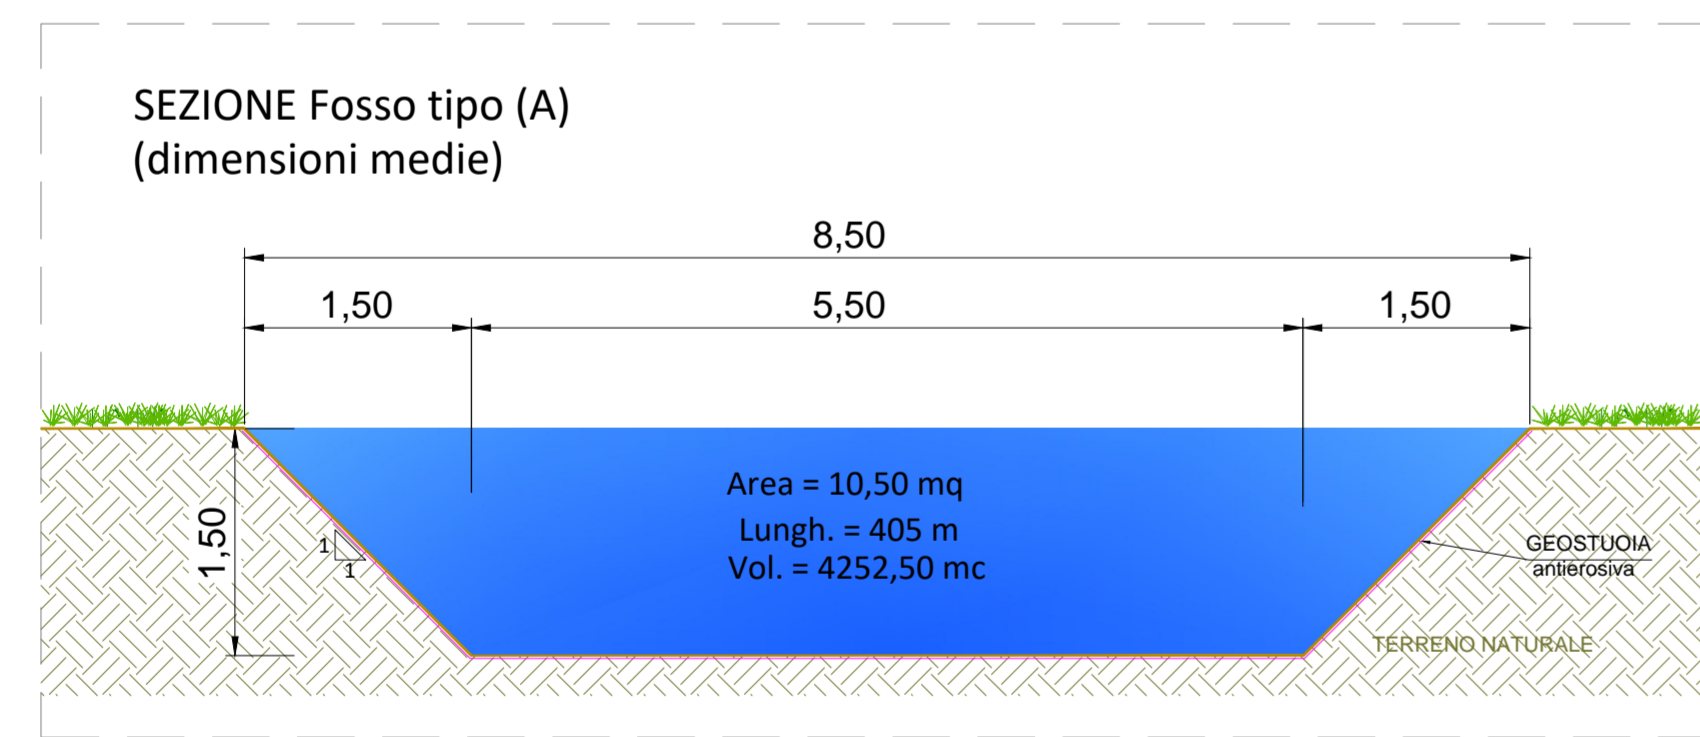 SEZIONE Fosso tipo (A)
(dimensioni medie)
8,50
1,50
5,50
1,50
Area = 10,50 mq
Lungh. = 405 m
Vol. = 4252,50 mc
1,50
1
1
GEOSTUOIA
antierosiva
TERRENO NATURALE